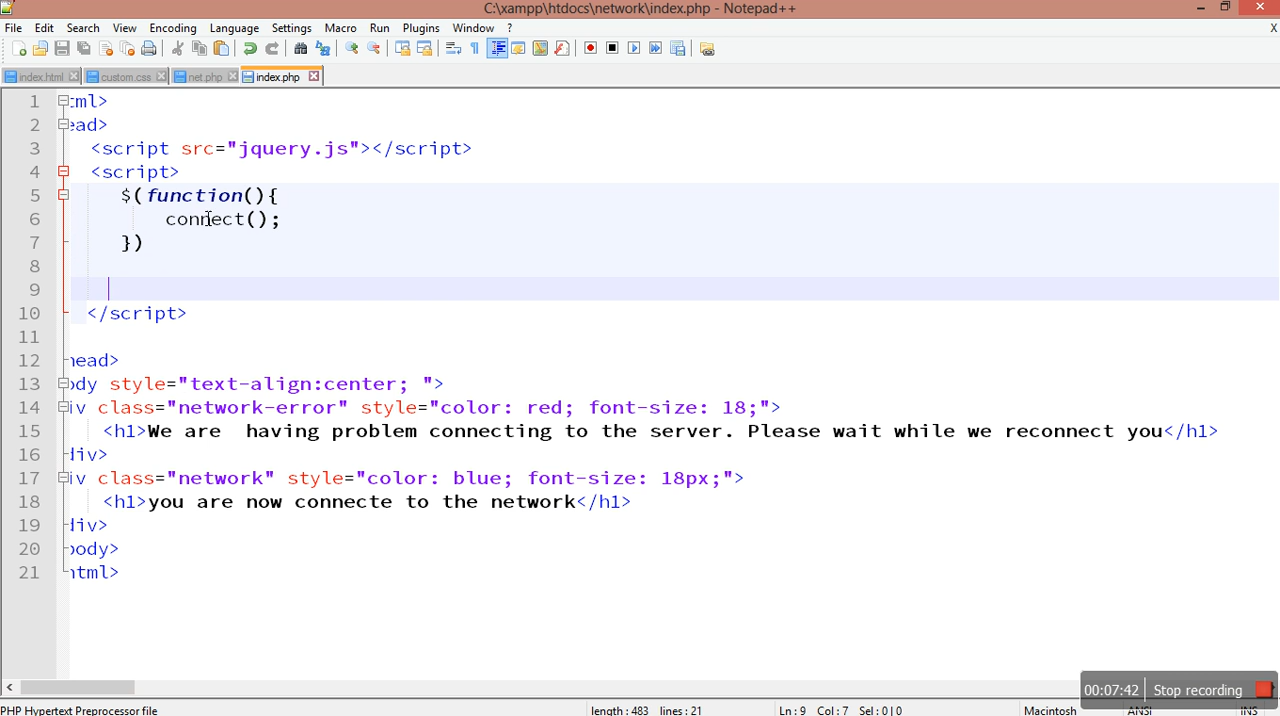 C:\xampp\htdocs\network\index.php - Notepad++
File Edit Search View Encoding Language Settings Macro Run Plugins Window ? X
index.html custom.css net.php index.php
1 tml>
2 ead>
3 <script src="jquery.js"></script>
4 <script>
5 $(function(){
6 connect();
7 })
8
9
10 </script>
11
12 head>
13 ody style="text-align:center; ">
14 iv class="network-error" style="color: red; font-size: 18;">
15 <h1>We are  having problem connecting to the server. Please wait while we reconnect you</h1>
16 div>
17 iv class="network" style="color: blue; font-size: 18px;">
18 <h1>you are now connecte to the network</h1>
19 div>
20 body>
21 html>
00:07:42 Stop recording
PHP Hypertext Preprocessor file length : 483 lines : 21 Ln : 9 Col : 7 Sel : 0 | 0 Macintosh ANSI INS